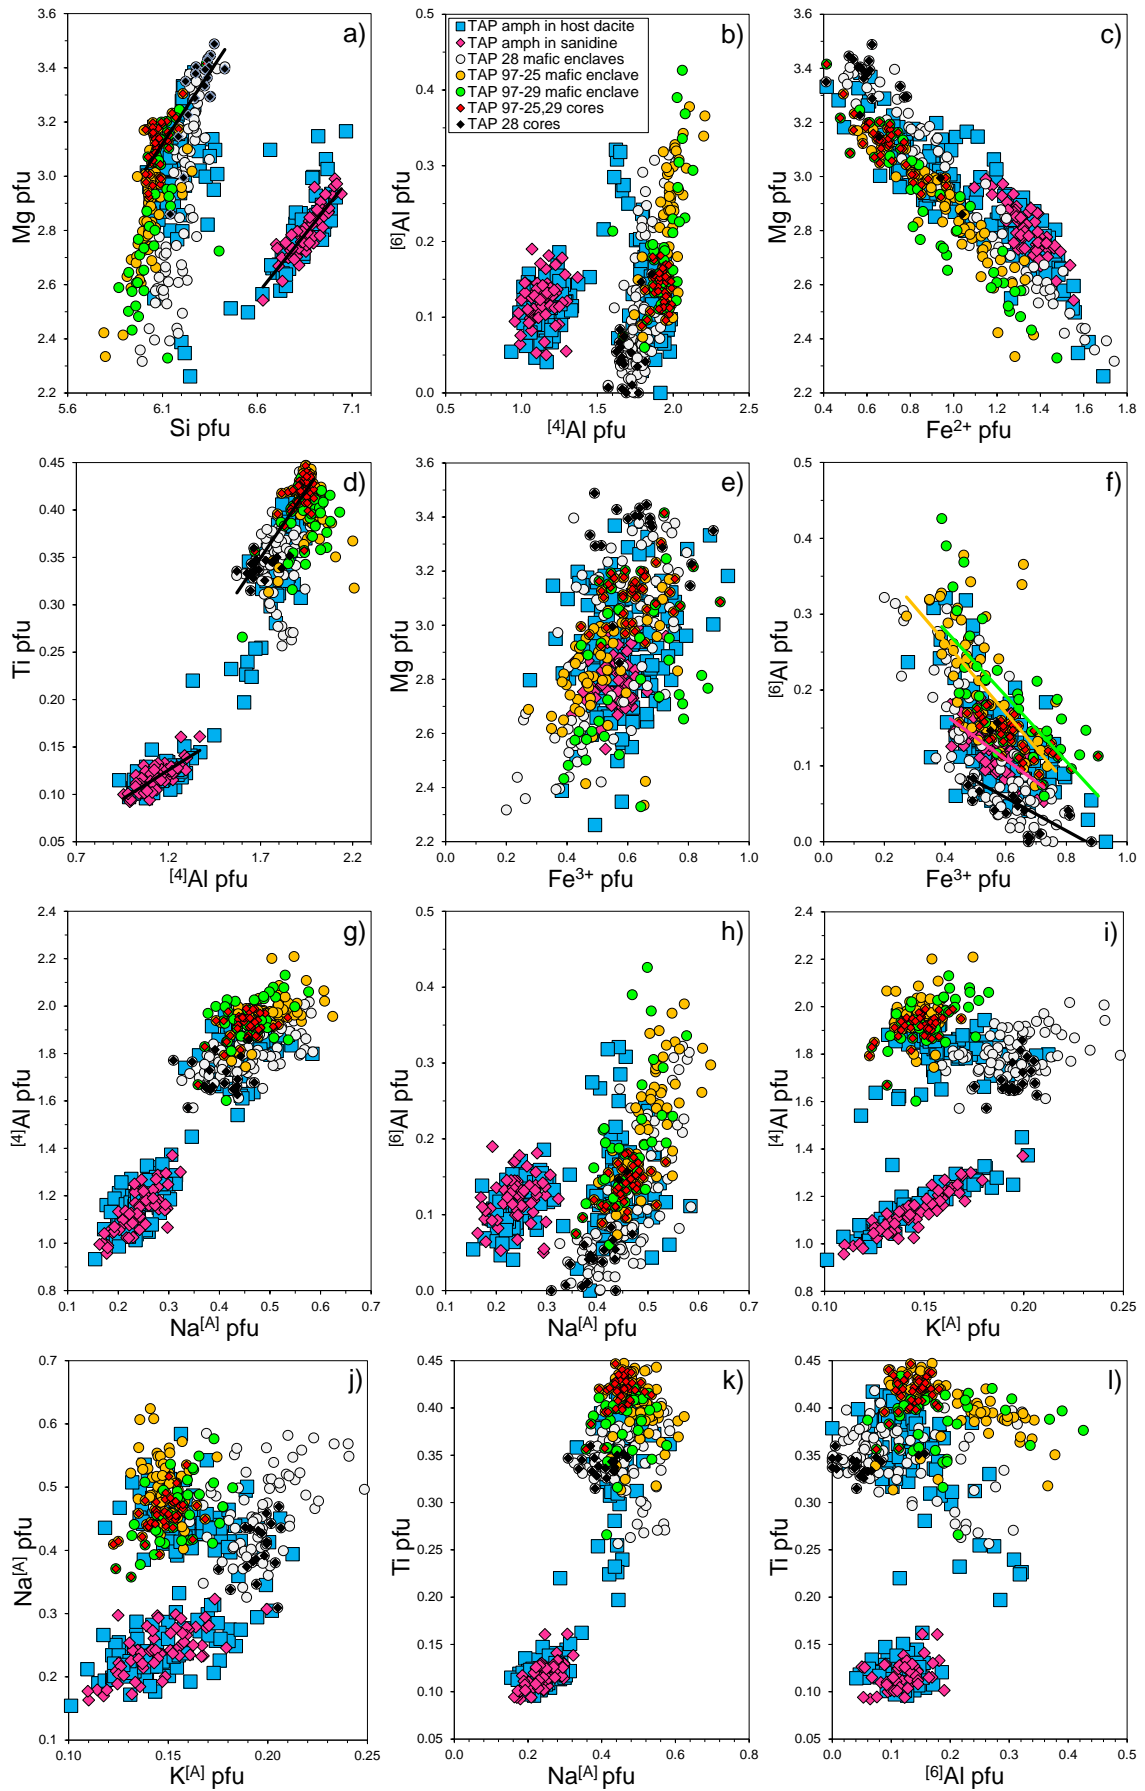 a)
3.6
3.4
3.2
3.0
2.8
2.6
2.4
2.2
Mg pfu
5.6 6.1 6.6 7.1
Si pfu
b)
TAP amph in host dacite
TAP amph in sanidine
TAP 28 mafic enclaves
TAP 97-25 mafic enclave
TAP 97-29 mafic enclave
TAP 97-25,29 cores
TAP 28 cores
0.5
0.4
0.3
0.2
0.1
0.0
[6]Al pfu
0.5 1.0 1.5 2.0 2.5
[4]Al pfu
c)
3.6
3.4
3.2
3.0
2.8
2.6
2.4
2.2
Mg pfu
0.4 0.6 0.8 1.0 1.2 1.4 1.6 1.8
Fe2+ pfu
d)
0.45
0.40
0.35
0.30
0.25
0.20
0.15
0.10
0.05
Ti pfu
0.7 1.2 1.7 2.2
[4]Al pfu
e)
3.6
3.4
3.2
3.0
2.8
2.6
2.4
2.2
Mg pfu
0.0 0.2 0.4 0.6 0.8 1.0
Fe3+ pfu
f)
0.5
0.4
0.3
0.2
0.1
0.0
[6]Al pfu
0.0 0.2 0.4 0.6 0.8 1.0
Fe3+ pfu
g)
2.4
2.2
2.0
1.8
1.6
1.4
1.2
1.0
0.8
[4]Al pfu
0.1 0.2 0.3 0.4 0.5 0.6 0.7
Na[A] pfu
h)
0.5
0.4
0.3
0.2
0.1
0.0
[6]Al pfu
0.1 0.2 0.3 0.4 0.5 0.6 0.7
Na[A] pfu
i)
2.4
2.2
2.0
1.8
1.6
1.4
1.2
1.0
0.8
[4]Al pfu
0.10 0.15 0.20 0.25
K[A] pfu
j)
0.7
0.6
0.5
0.4
0.3
0.2
0.1
Na[A] pfu
0.10 0.15 0.20 0.25
K[A] pfu
k)
0.45
0.40
0.35
0.30
0.25
0.20
0.15
0.10
0.05
Ti pfu
0.0 0.2 0.4 0.6 0.8
Na[A] pfu
l)
0.45
0.40
0.35
0.30
0.25
0.20
0.15
0.10
0.05
Ti pfu
0.0 0.1 0.2 0.3 0.4 0.5
[6]Al pfu